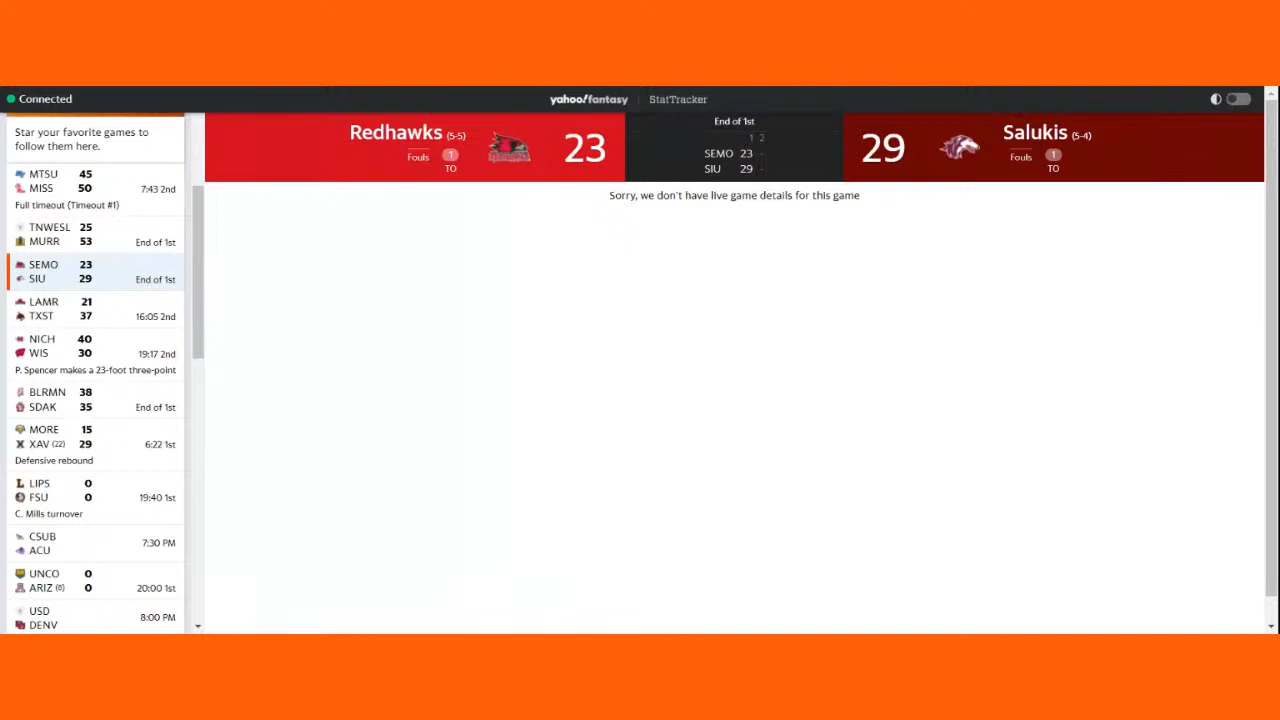 Connected
yahoo!fantasy StatTracker
Star your favorite games to
follow them here.
MTSU 45
MISS 50 7:43 2nd
Full timeout (Timeout #1)
TNWESL 25
MURR 53 End of 1st
SEMO 23
SIU 29 End of 1st
LAMR 21
TXST 37 16:05 2nd
NICH 40
WIS 30 19:17 2nd
P. Spencer makes a 23-foot three-point
BLRMN 38
SDAK 35 End of 1st
MORE 15
XAV (22) 29 6:22 1st
Defensive rebound
LIPS 0
FSU 0 19:40 1st
C. Mills turnover
CSUB
ACU 7:30 PM
UNCO 0
ARIZ (8) 0 20:00 1st
USD
DENV 8:00 PM
Redhawks (5-5) 23
Fouls 1
TO
End of 1st
1 2
SEMO 23 -
SIU 29 -
29 Salukis (5-4)
Fouls 1
TO
Sorry, we don't have live game details for this game